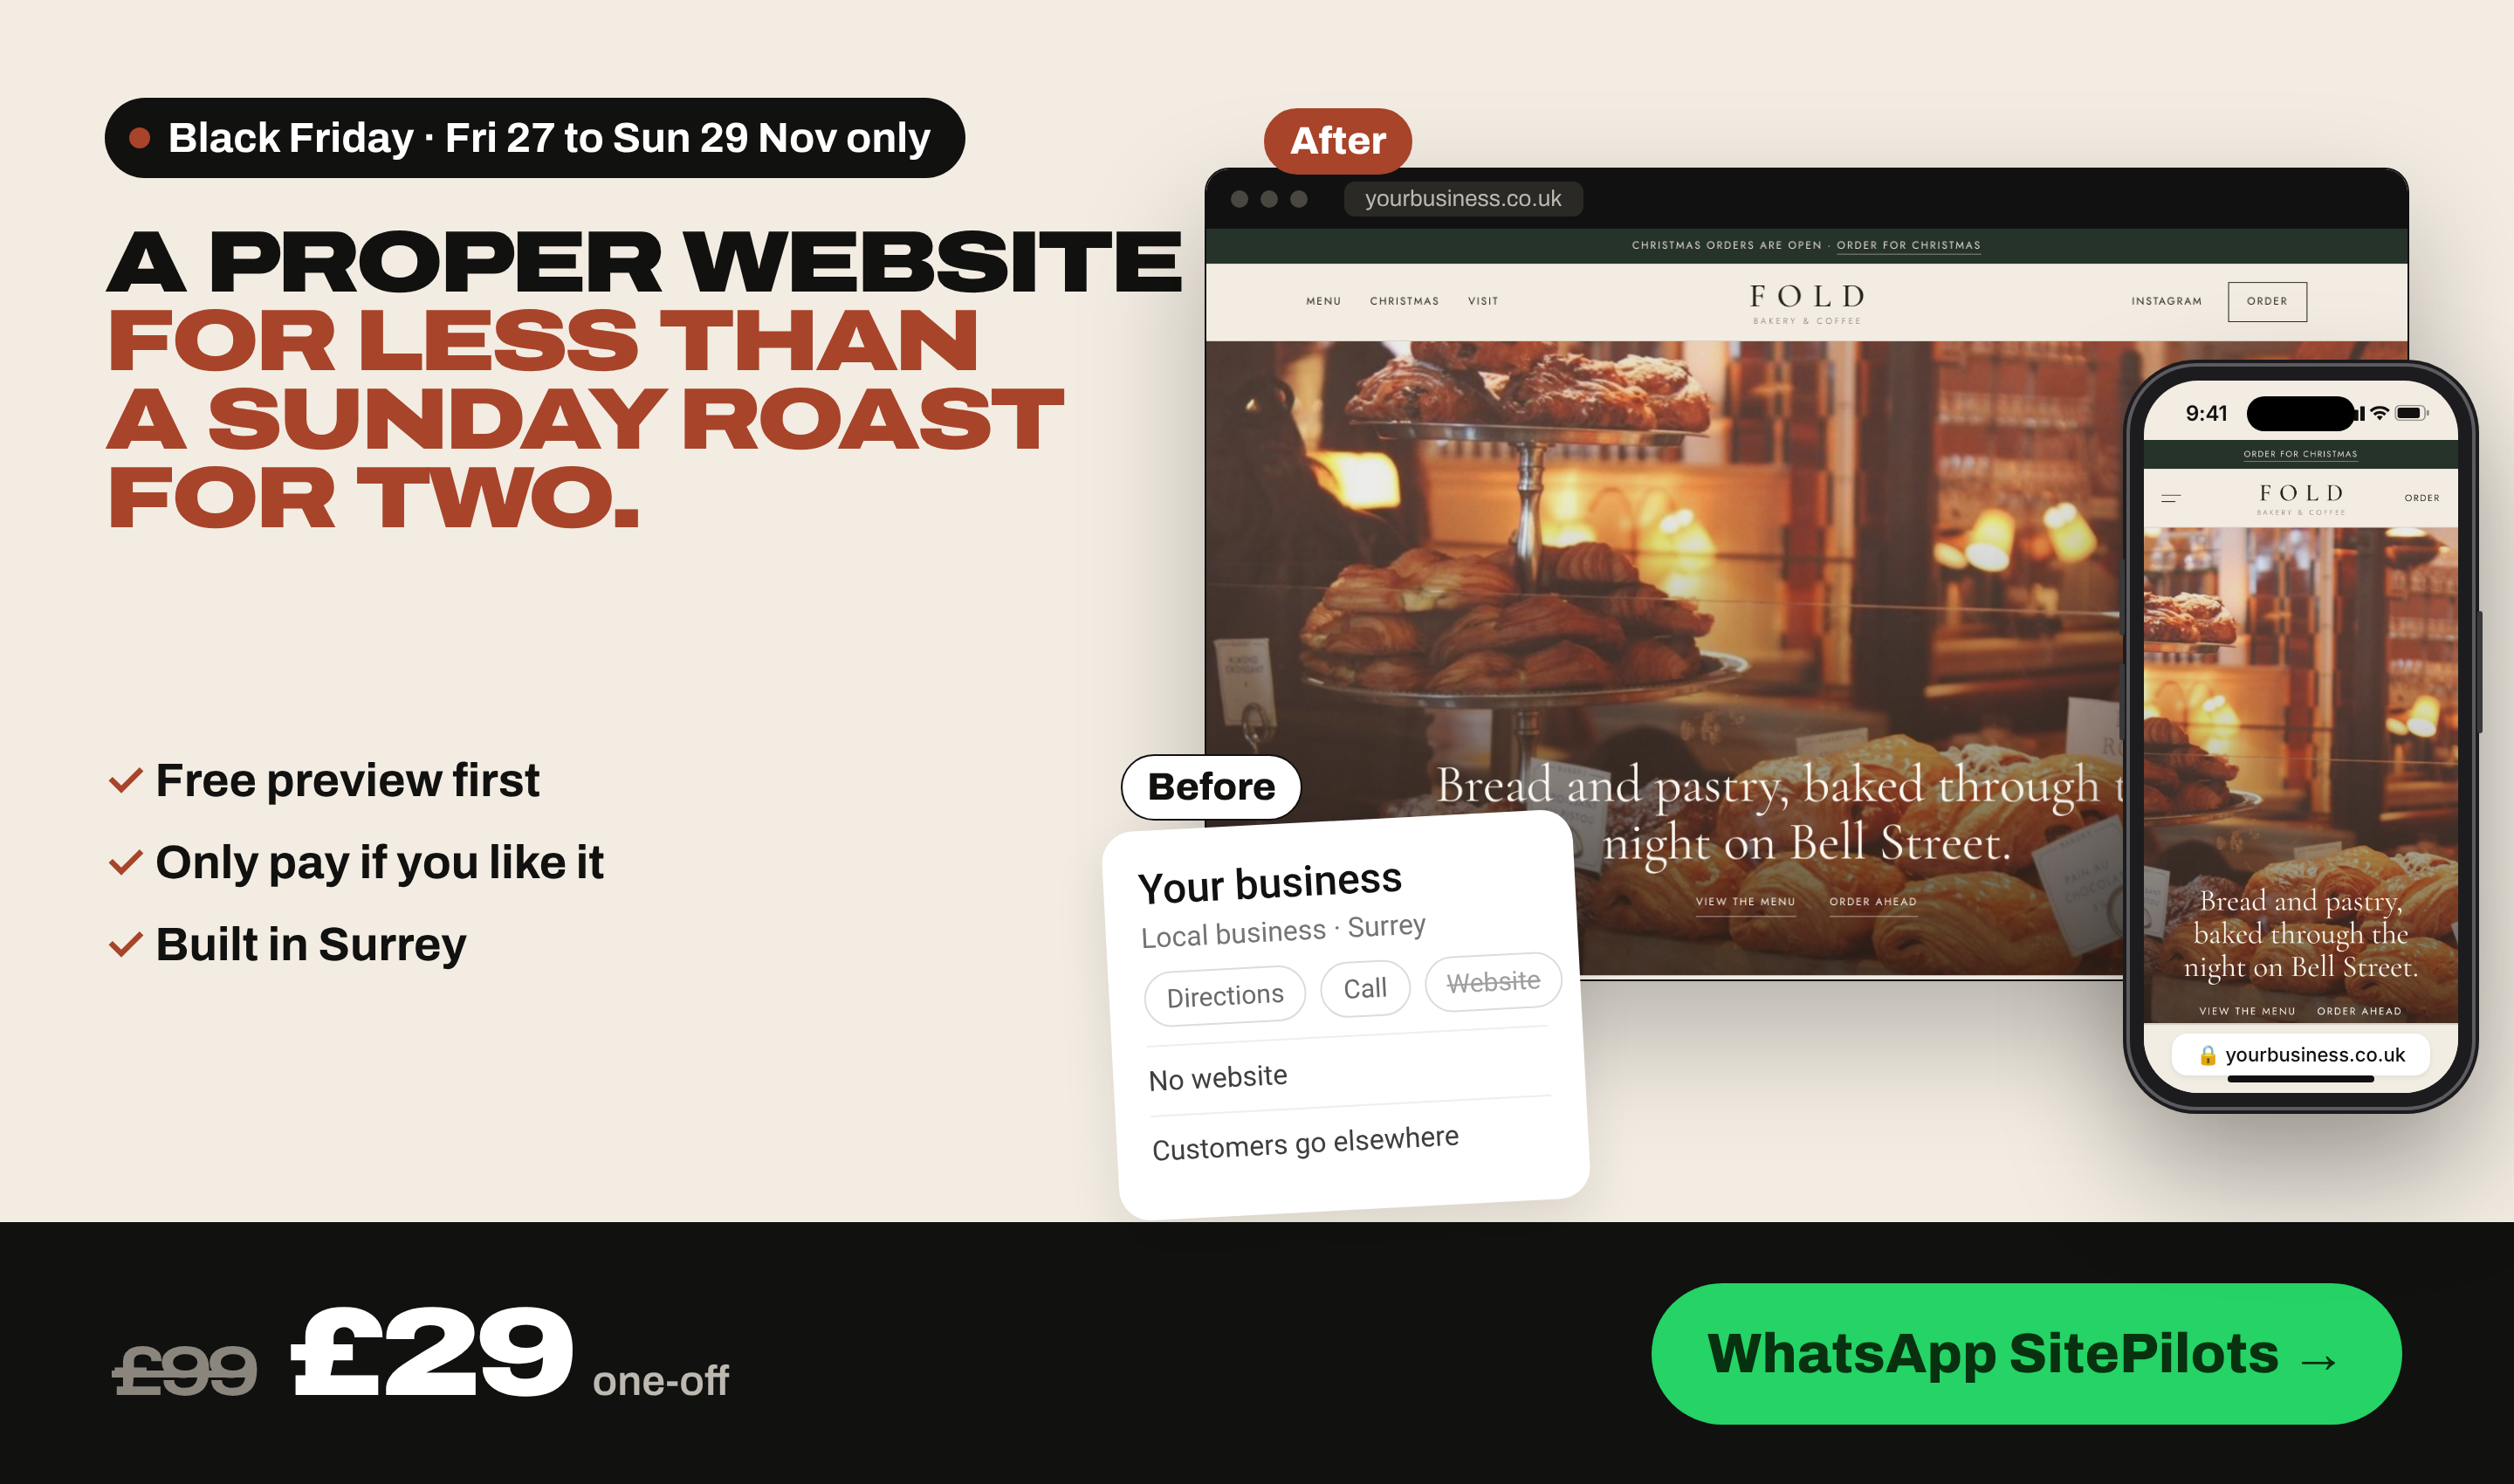 Black Friday · Fri 27 to Sun 29 Nov only
A PROPER WEBSITE
FOR LESS THAN
A SUNDAY ROAST
FOR TWO.
✓ Free preview first
✓ Only pay if you like it
✓ Built in Surrey
After
yourbusiness.co.uk
CHRISTMAS ORDERS ARE OPEN · ORDER FOR CHRISTMAS
MENU CHRISTMAS VISIT
FOLD
BAKERY & COFFEE
INSTAGRAM ORDER
Bread and pastry, baked through t
night on Bell Street.
VIEW THE MENU ORDER AHEAD
Before
Your business
Local business · Surrey
Directions Call Website
No website
Customers go elsewhere
9:41
ORDER FOR CHRISTMAS
FOLD
BAKERY & COFFEE
ORDER
Bread and pastry,
baked through the
night on Bell Street.
VIEW THE MENU ORDER AHEAD
🔒 yourbusiness.co.uk
£99 £29 one-off
WhatsApp SitePilots →